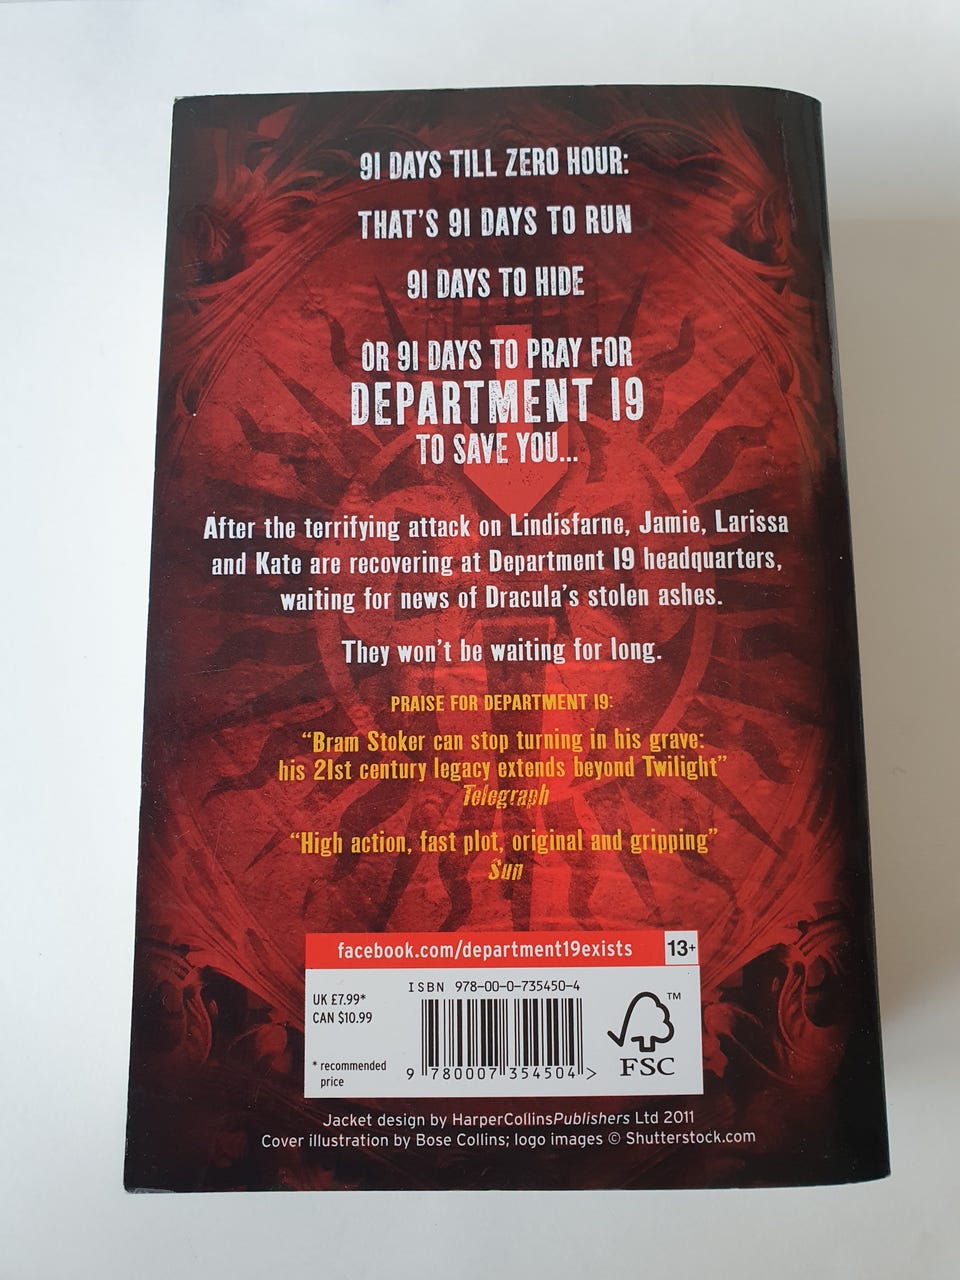 91 DAYS TILL ZERO HOUR:
THAT'S 91 DAYS TO RUN
91 DAYS TO HIDE
OR 91 DAYS TO PRAY FOR
DEPARTMENT 19
TO SAVE YOU...
After the terrifying attack on Lindisfarne, Jamie, Larissa
and Kate are recovering at Department 19 headquarters,
waiting for news of Dracula's stolen ashes.
They won't be waiting for long.
PRAISE FOR DEPARTMENT 19:
"Bram Stoker can stop turning in his grave:
his 21st century legacy extends beyond Twilight"
Telegraph
"High action, fast plot, original and gripping"
Sun
facebook.com/department19exists 13+
ISBN 978-00-0-735450-4
UK £7.99*
CAN $10.99
* recommended
price
9 780007 354504 >
TM
FSC
Jacket design by HarperCollinsPublishers Ltd 2011
Cover illustration by Bose Collins; logo images © Shutterstock.com